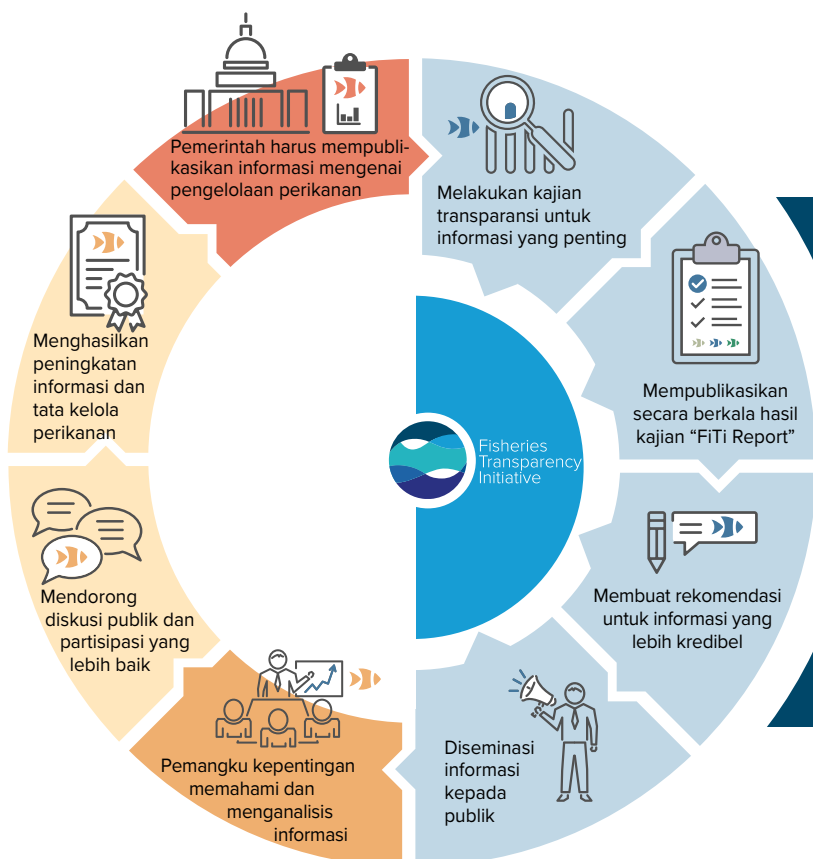 Pemerintah harus mempubli-
kasikan informasi mengenai
pengelolaan perikanan
Melakukan kajian
transparansi untuk
informasi yang penting
Mempublikasikan
secara berkala hasil
kajian “FiTi Report”
Membuat rekomendasi
untuk informasi yang
lebih kredibel
Diseminasi
informasi
kepada
publik
Pemangku kepentingan
memahami dan
menganalisis
informasi
Mendorong
diskusi publik dan
partisipasi yang
lebih baik
Menghasilkan
peningkatan
informasi dan
tata kelola
perikanan
Fisheries
Transparency
Initiative